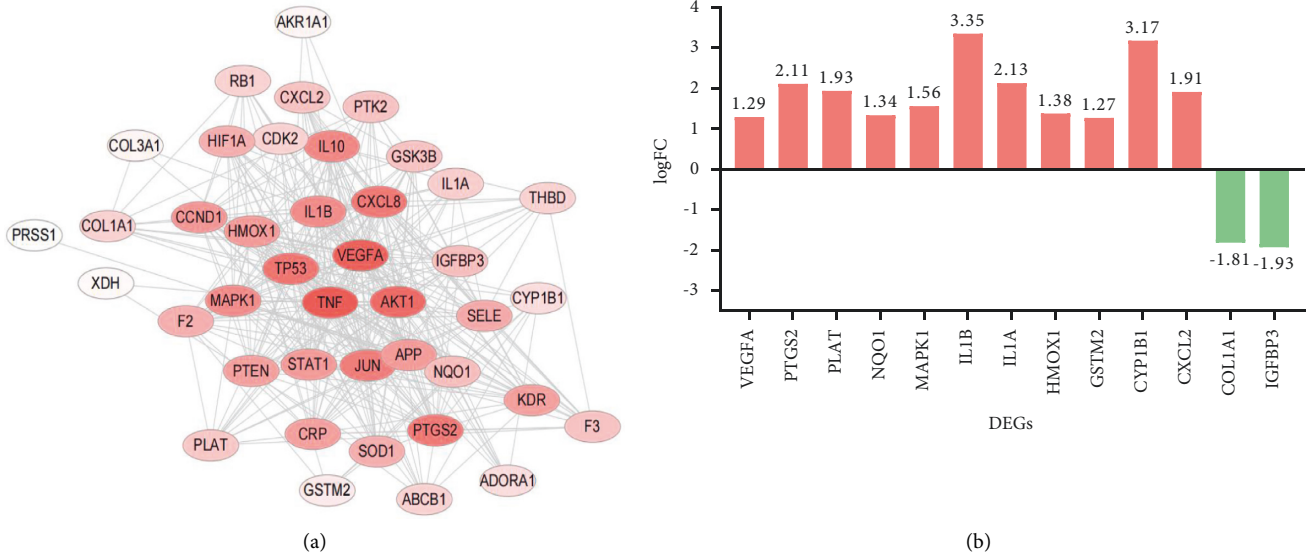 AKR1A1
RB1
CXCL2
PTK2
COL3A1
HIF1A
CDK2
IL10
GSK3B
IL1A
THBD
CXCL8
CCND1
IL1B
COL1A1
HMOX1
PRSS1
VEGFA
IGFBP3
TP53
XDH
MAPK1
TNF
AKT1
CYP1B1
F2
SELE
PTEN
STAT1
JUN
APP
NQO1
KDR
F3
PLAT
CRP
PTGS2
SOD1
GSTM2
ADORA1
ABCB1
(a)
logFC
4
3
2
1
0
-1
-2
-3
1.29
2.11
1.93
1.34
1.56
3.35
2.13
1.38
1.27
3.17
1.91
-1.81
-1.93
VEGFA
PTGS2
PLAT
NQO1
MAPK1
IL1B
IL1A
HMOX1
GSTM2
CYP1B1
CXCL2
COL1A1
IGFBP3
DEGs
(b)